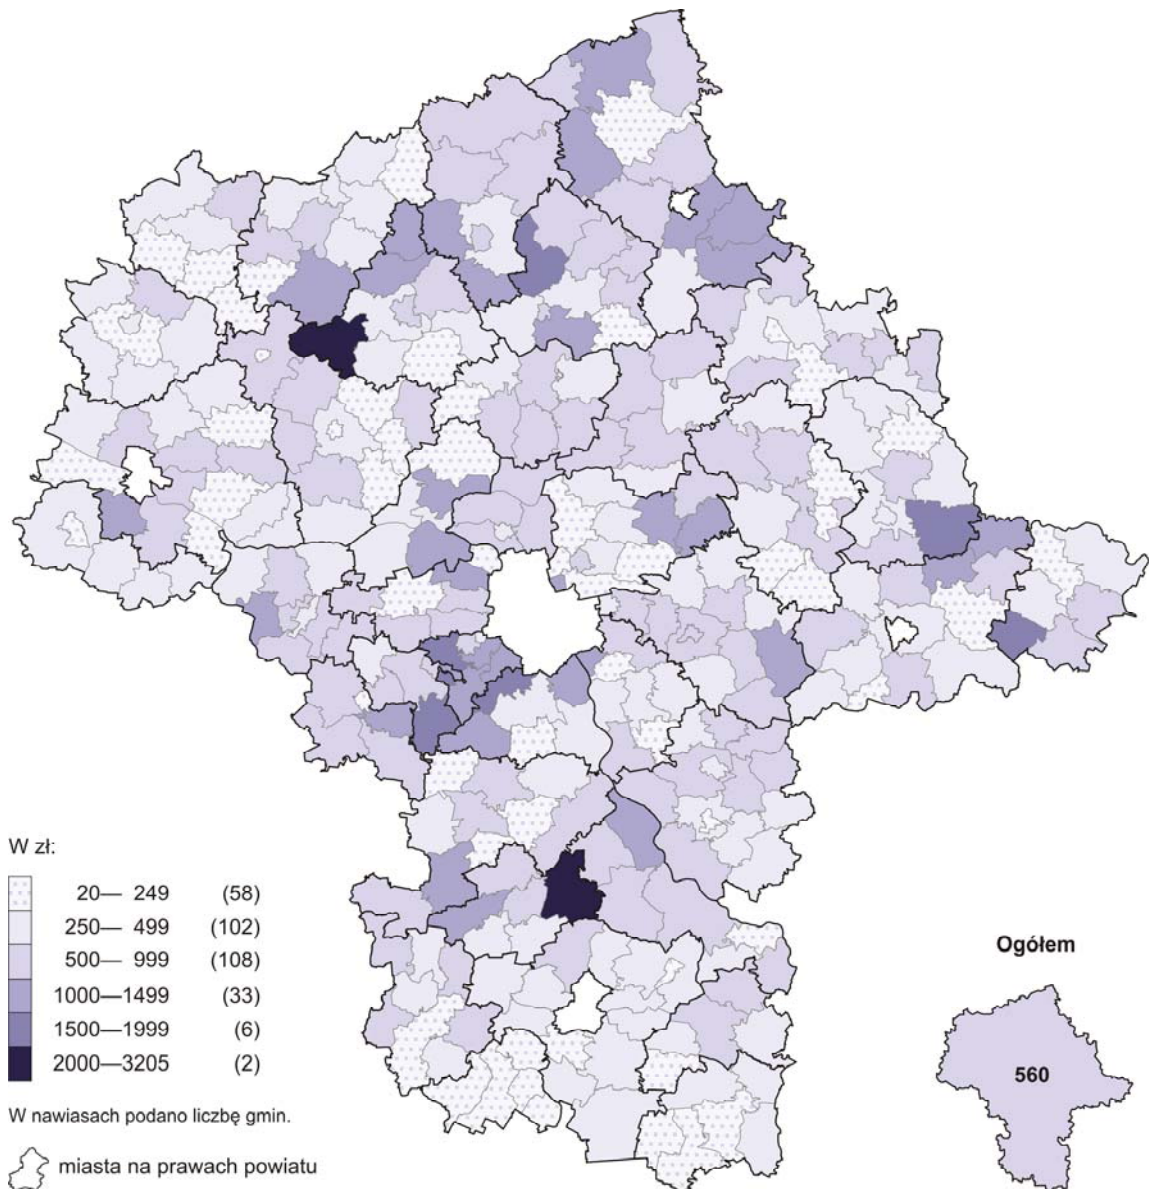 W zł:
20— 249 (58)
250— 499 (102)
500— 999 (108)
1000—1499 (33)
1500—1999 (6)
2000—3205 (2)
W nawiasach podano liczbę gmin.
miasta na prawach powiatu
Ogółem
560